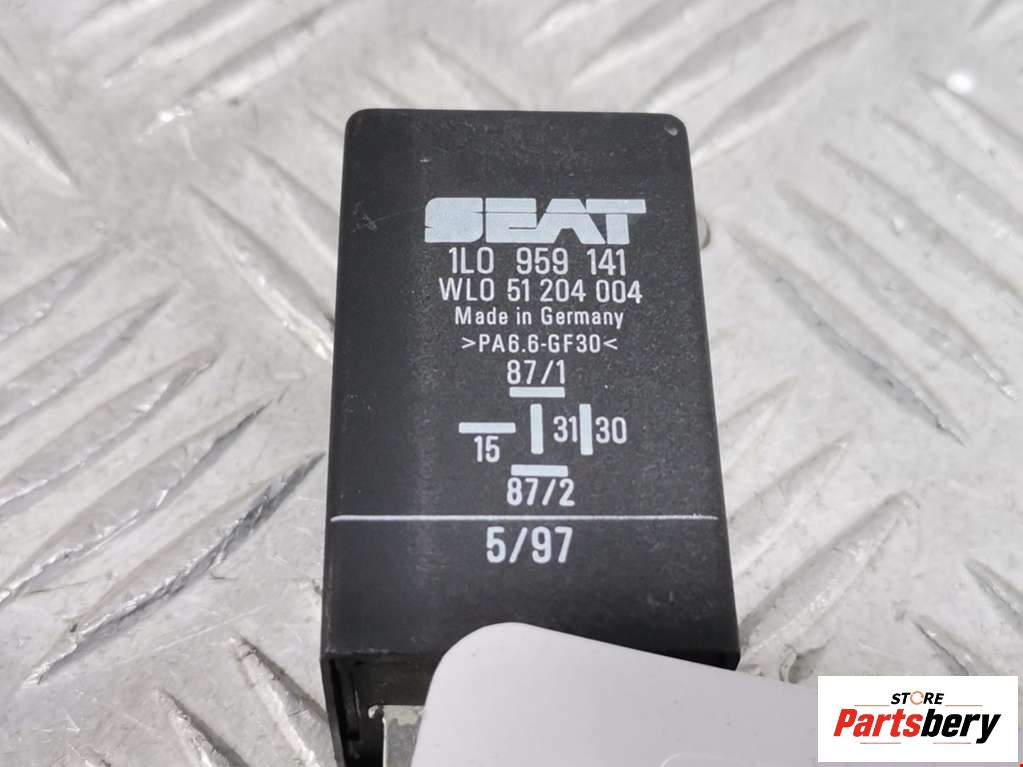 SEAT
1L0 959 141
WL0 51 204 004
Made in Germany
>PA6.6-GF30<
87/1
15 31 30
87/2
5/97
STORE
Partsbery